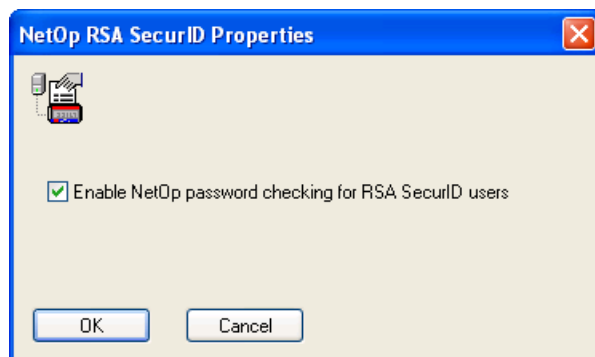 NetOp RSA SecurID Properties
Enable NetOp password checking for RSA SecurID users
OK
Cancel